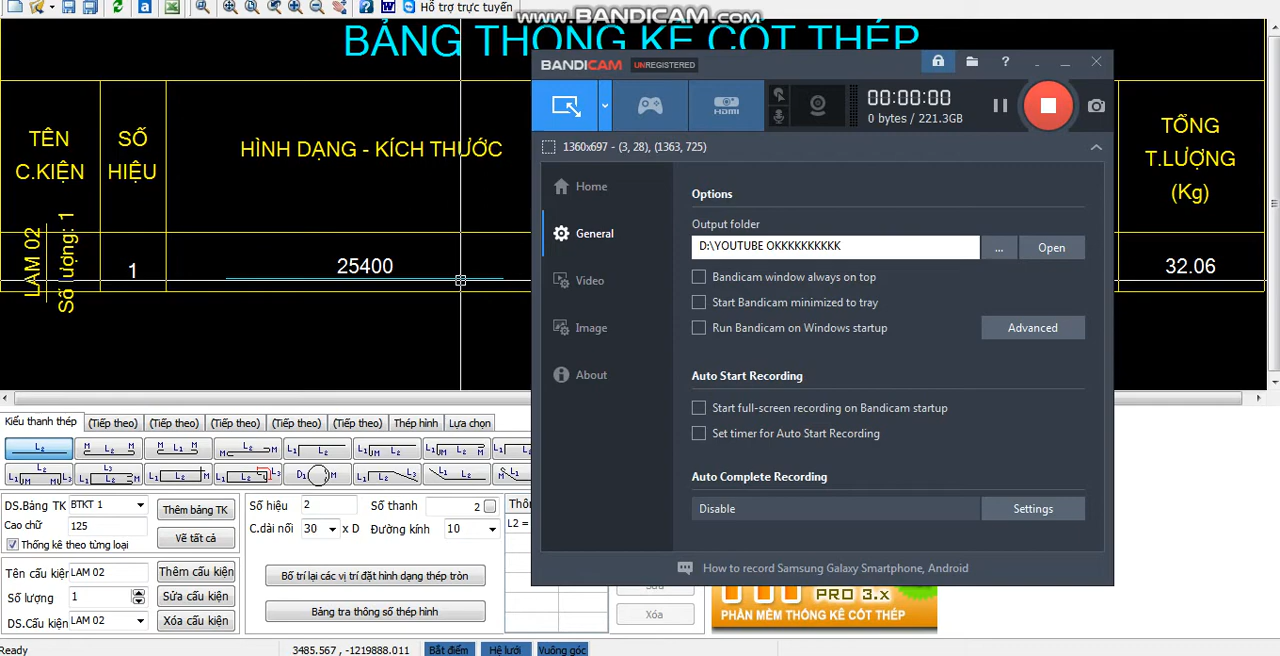 Hỗ trợ trực tuyến
www.BANDICAM.com
BẢNG THỐNG KÊ CỐT THÉP
TÊN
C.KIỆN
SỐ
HIỆU
HÌNH DẠNG - KÍCH THƯỚC
TỔNG
T.LƯỢNG
(Kg)
LAM 02
Số lượng: 1
1
25400
32.06
BANDICAM UNREGISTERED
HDMI
00:00:00
0 bytes / 221.3GB
1360x697 - (3, 28), (1363, 725)
Home
General
Video
Image
About
Options
Output folder
D:\YOUTUBE OKKKKKKKKKK
...
Open
Bandicam window always on top
Start Bandicam minimized to tray
Run Bandicam on Windows startup
Advanced
Auto Start Recording
Start full-screen recording on Bandicam startup
Set timer for Auto Start Recording
Auto Complete Recording
Disable
Settings
How to record Samsung Galaxy Smartphone, Android
Kiểu thanh thép (Tiếp theo) (Tiếp theo) (Tiếp theo) (Tiếp theo) (Tiếp theo) Thép hình Lựa chọn
DS.Bảng TK BTKT 1
Thêm bảng TK
Cao chữ 125
Vẽ tất cả
Thống kê theo từng loại
Tên cấu kiện LAM 02
Thêm cấu kiện
Số lượng 1
Sửa cấu kiện
DS.Cấu kiện LAM 02
Xóa cấu kiện
Số hiệu 2
Số thanh 2
C.dài nối 30 x D
Đường kính 10
Bố trí lại các vị trí đặt hình dạng thép tròn
Bảng tra thông số thép hình
L2 =
Xóa
PRO 3.x
PHẦN MỀM THỐNG KÊ CỐT THÉP
Ready
3485.567, -1219888.011
Bắt điểm
Hệ lưới
Vuông góc